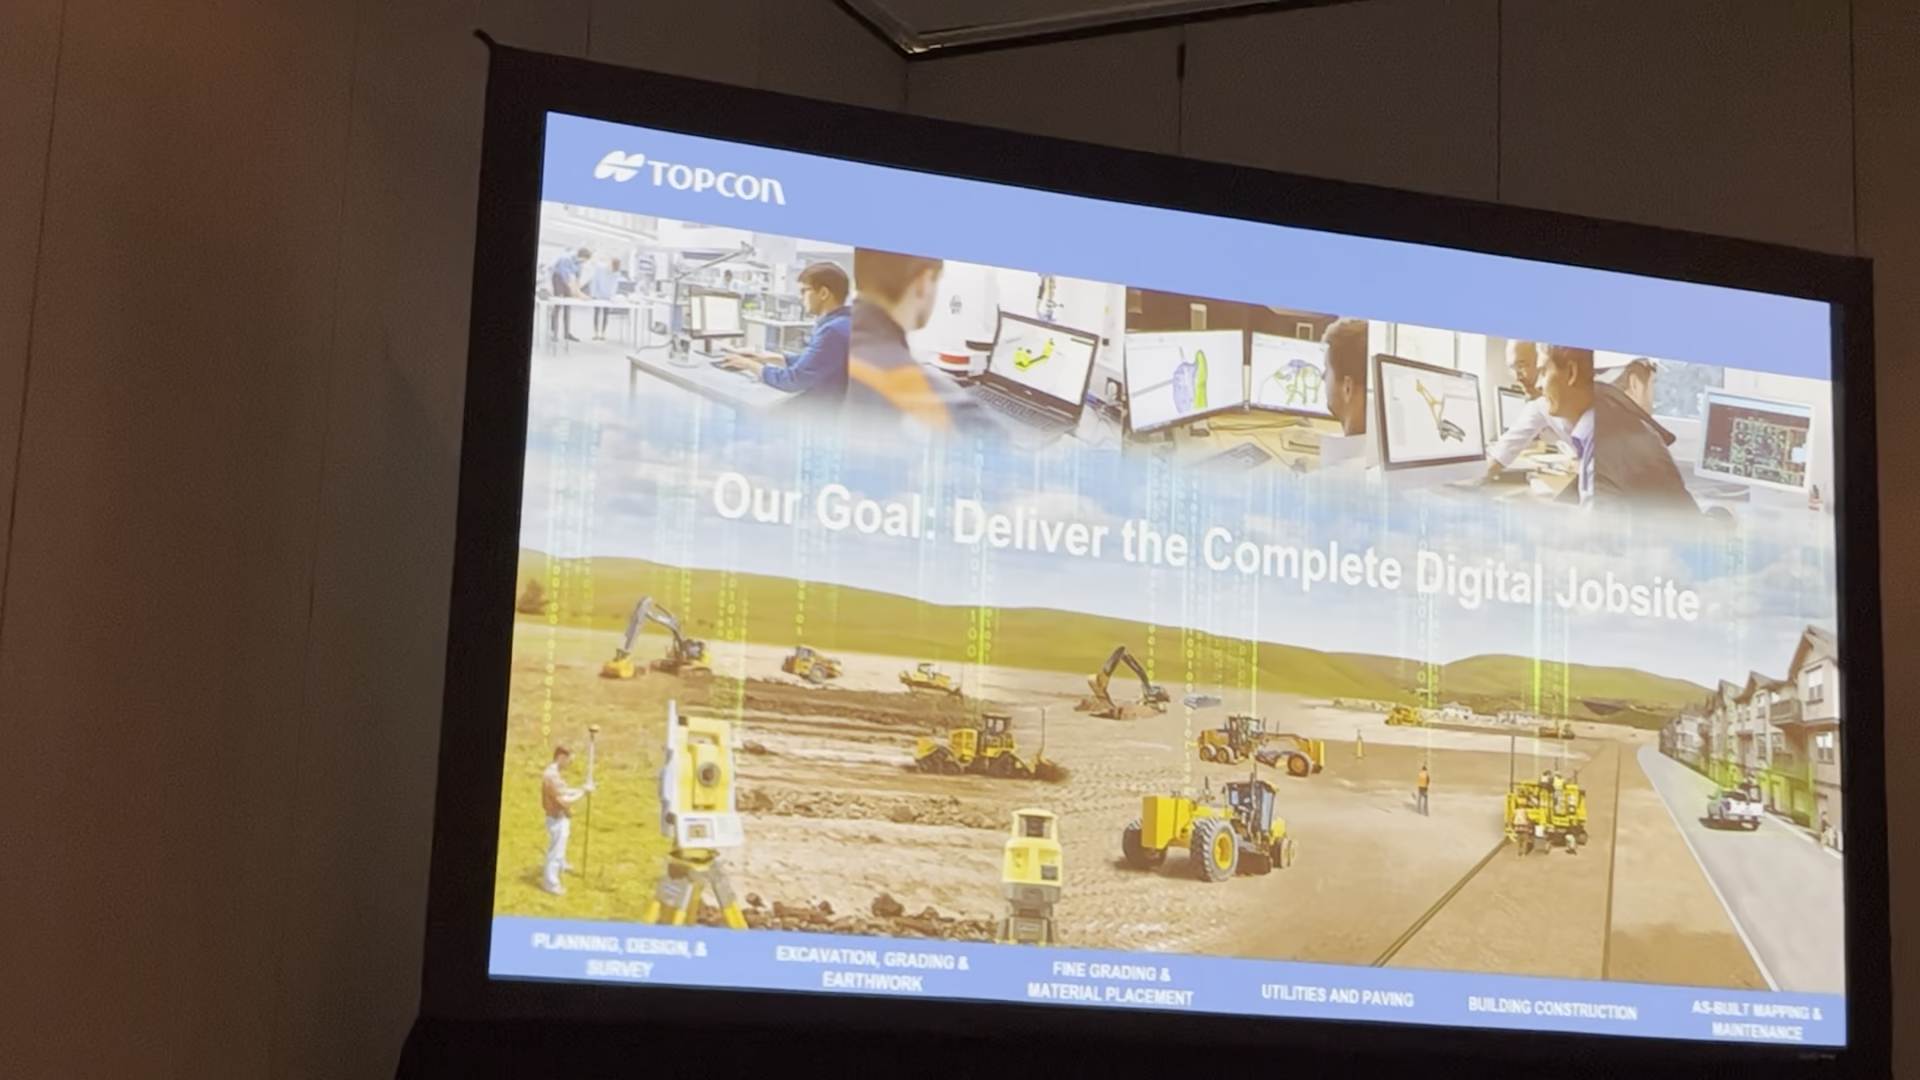 TOPCON
Our Goal: Deliver the Complete Digital Jobsite
PLANNING, DESIGN, &
SURVEY
EXCAVATION, GRADING &
EARTHWORK
FINE GRADING &
MATERIAL PLACEMENT
UTILITIES AND PAVING
BUILDING CONSTRUCTION
AS-BUILT MAPPING &
MAINTENANCE